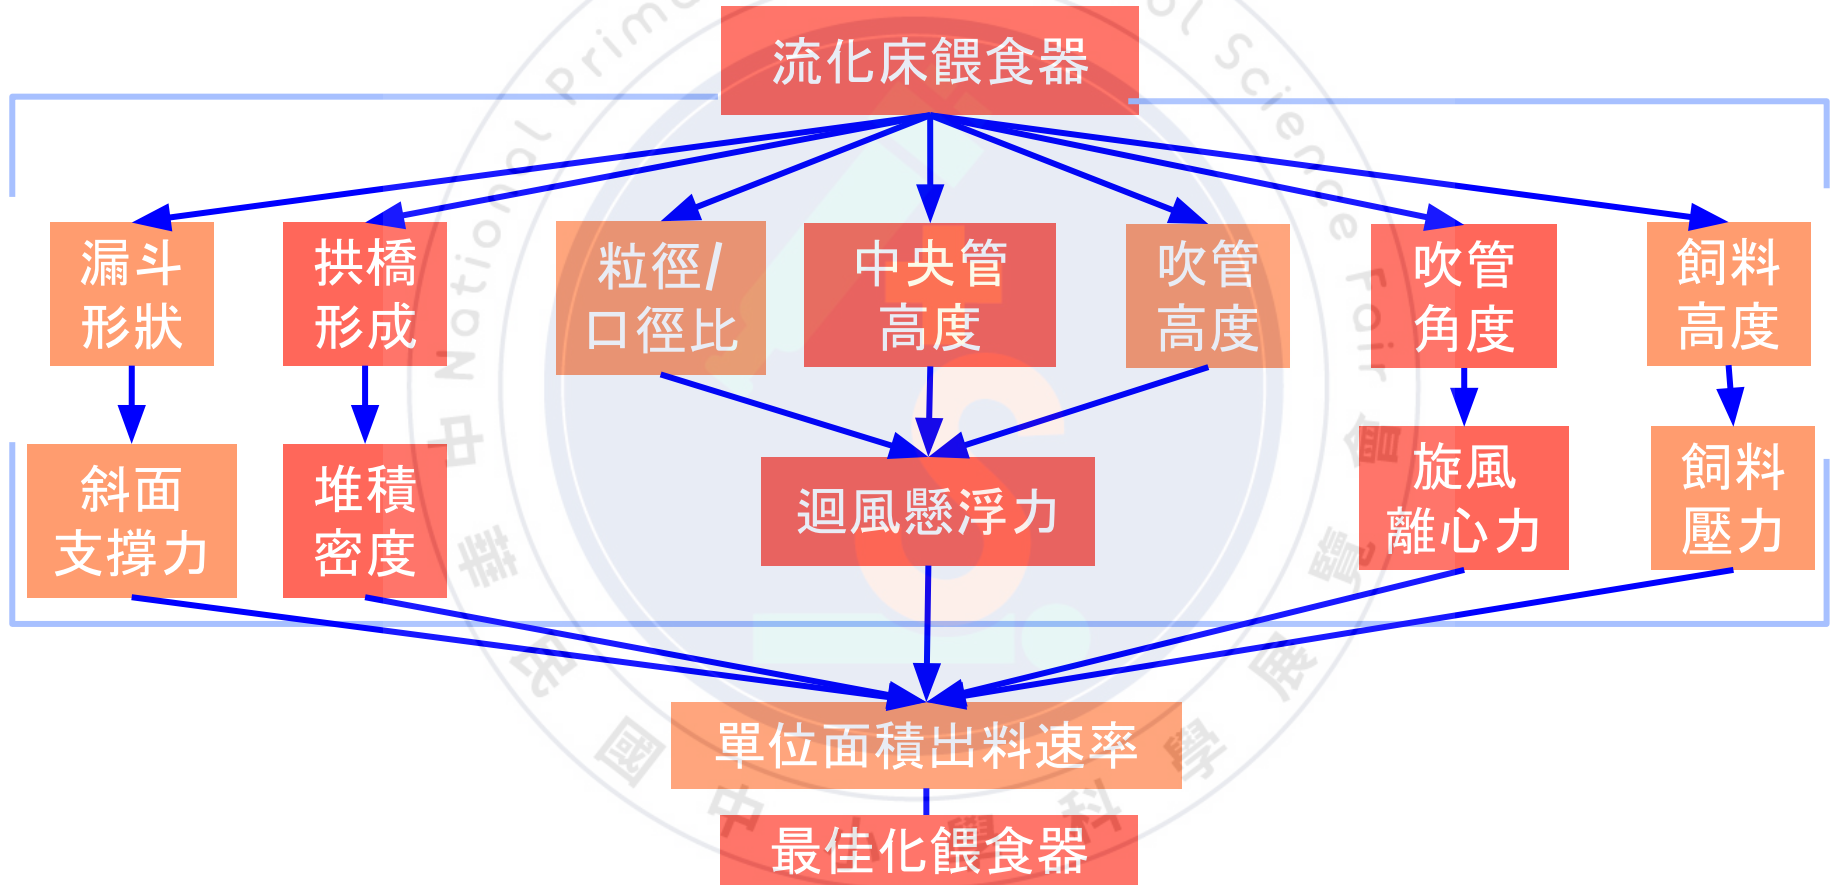 流化床餵食器
漏斗
形狀
拱橋
形成
粒徑/
口徑比
中央管
高度
吹管
高度
吹管
角度
飼料
高度
斜面
支撐力
堆積
密度
迴風懸浮力
旋風
離心力
飼料
壓力
單位面積出料速率
最佳化餵食器